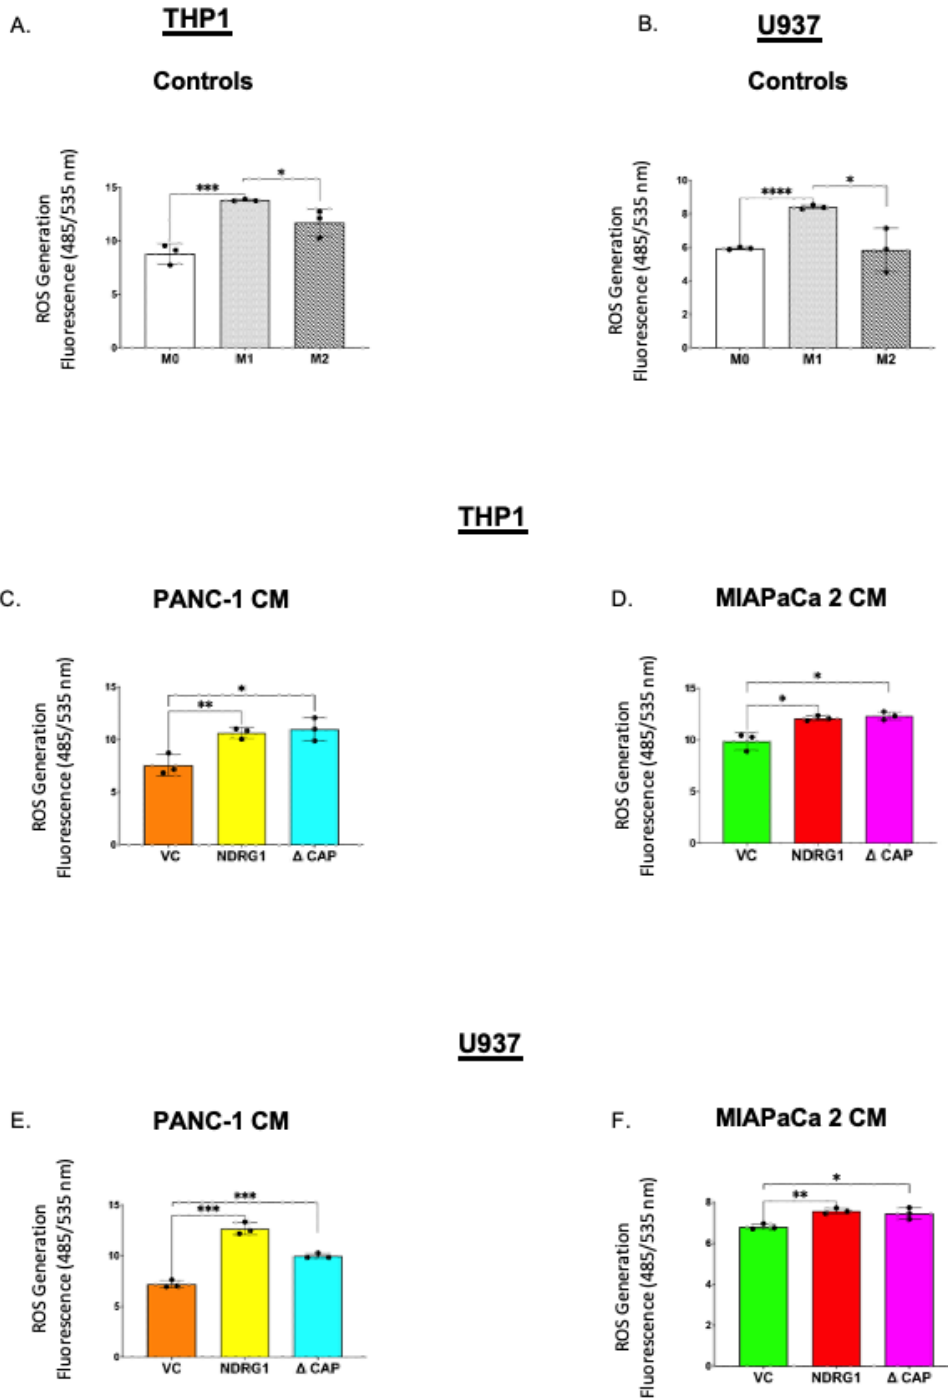 A.
THP1
Controls
ROS Generation
Fluorescence (485/535 nm)
15
10
5
0
***
*
M0
M1
M2
B.
U937
Controls
ROS Generation
Fluorescence (485/535 nm)
10
8
6
4
2
0
****
*
M0
M1
M2
THP1
C.
PANC-1 CM
ROS Generation
Fluorescence (485/535 nm)
15
10
5
0
*
**
VC
NDRG1
Δ CAP
D.
MIAPaCa 2 CM
ROS Generation
Fluorescence (485/535 nm)
15
10
5
0
*
*
VC
NDRG1
Δ CAP
U937
E.
PANC-1 CM
ROS Generation
Fluorescence (485/535 nm)
15
10
5
0
***
***
VC
NDRG1
Δ CAP
F.
MIAPaCa 2 CM
ROS Generation
Fluorescence (485/535 nm)
8
6
4
2
0
*
**
VC
NDRG1
Δ CAP